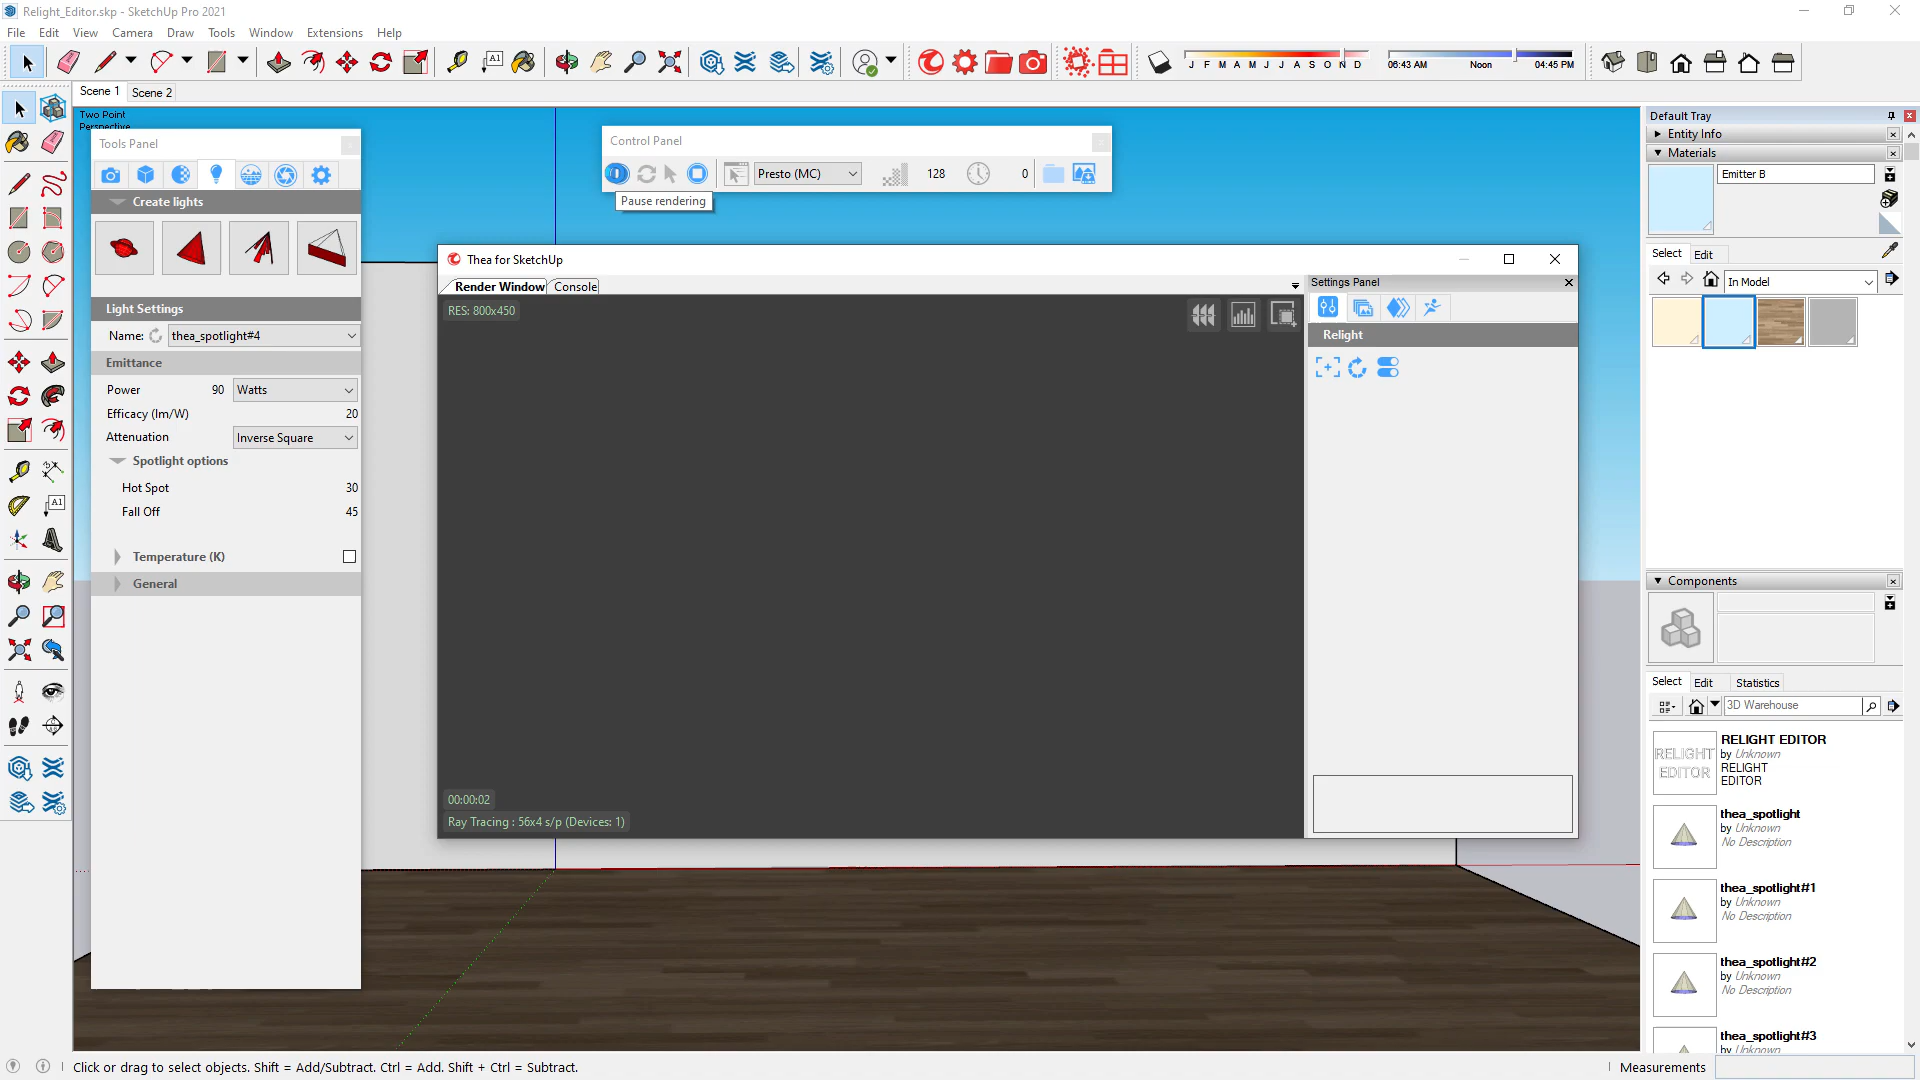 Relight_Editor.skp - SketchUp Pro 2021
File Edit View Camera Draw Tools Window Extensions Help
J F M A M J J A S O N D
06:43 AM Noon 04:45 PM
Scene 1 Scene 2
Two Point
Perspective
Tools Panel
Create lights
Light Settings
Name: thea_spotlight#4
Emittance
Power 90 Watts
Efficacy (lm/W) 20
Attenuation Inverse Square
Spotlight options
Hot Spot 30
Fall Off 45
Temperature (K)
General
Control Panel
Presto (MC) 128 0
Pause rendering
Thea for SketchUp
Render Window Console
RES: 800x450
00:00:02
Ray Tracing : 56x4 s/p (Devices: 1)
Settings Panel
Relight
Default Tray
Entity Info
Materials
Emitter B
Select Edit
In Model
Components
Select Edit Statistics
3D Warehouse
RELIGHT EDITOR
RELIGHT EDITOR
by Unknown
RELIGHT
EDITOR
thea_spotlight
by Unknown
No Description
thea_spotlight#1
by Unknown
No Description
thea_spotlight#2
by Unknown
No Description
thea_spotlight#3
by Unknown
Click or drag to select objects. Shift = Add/Subtract. Ctrl = Add. Shift + Ctrl = Subtract.
Measurements